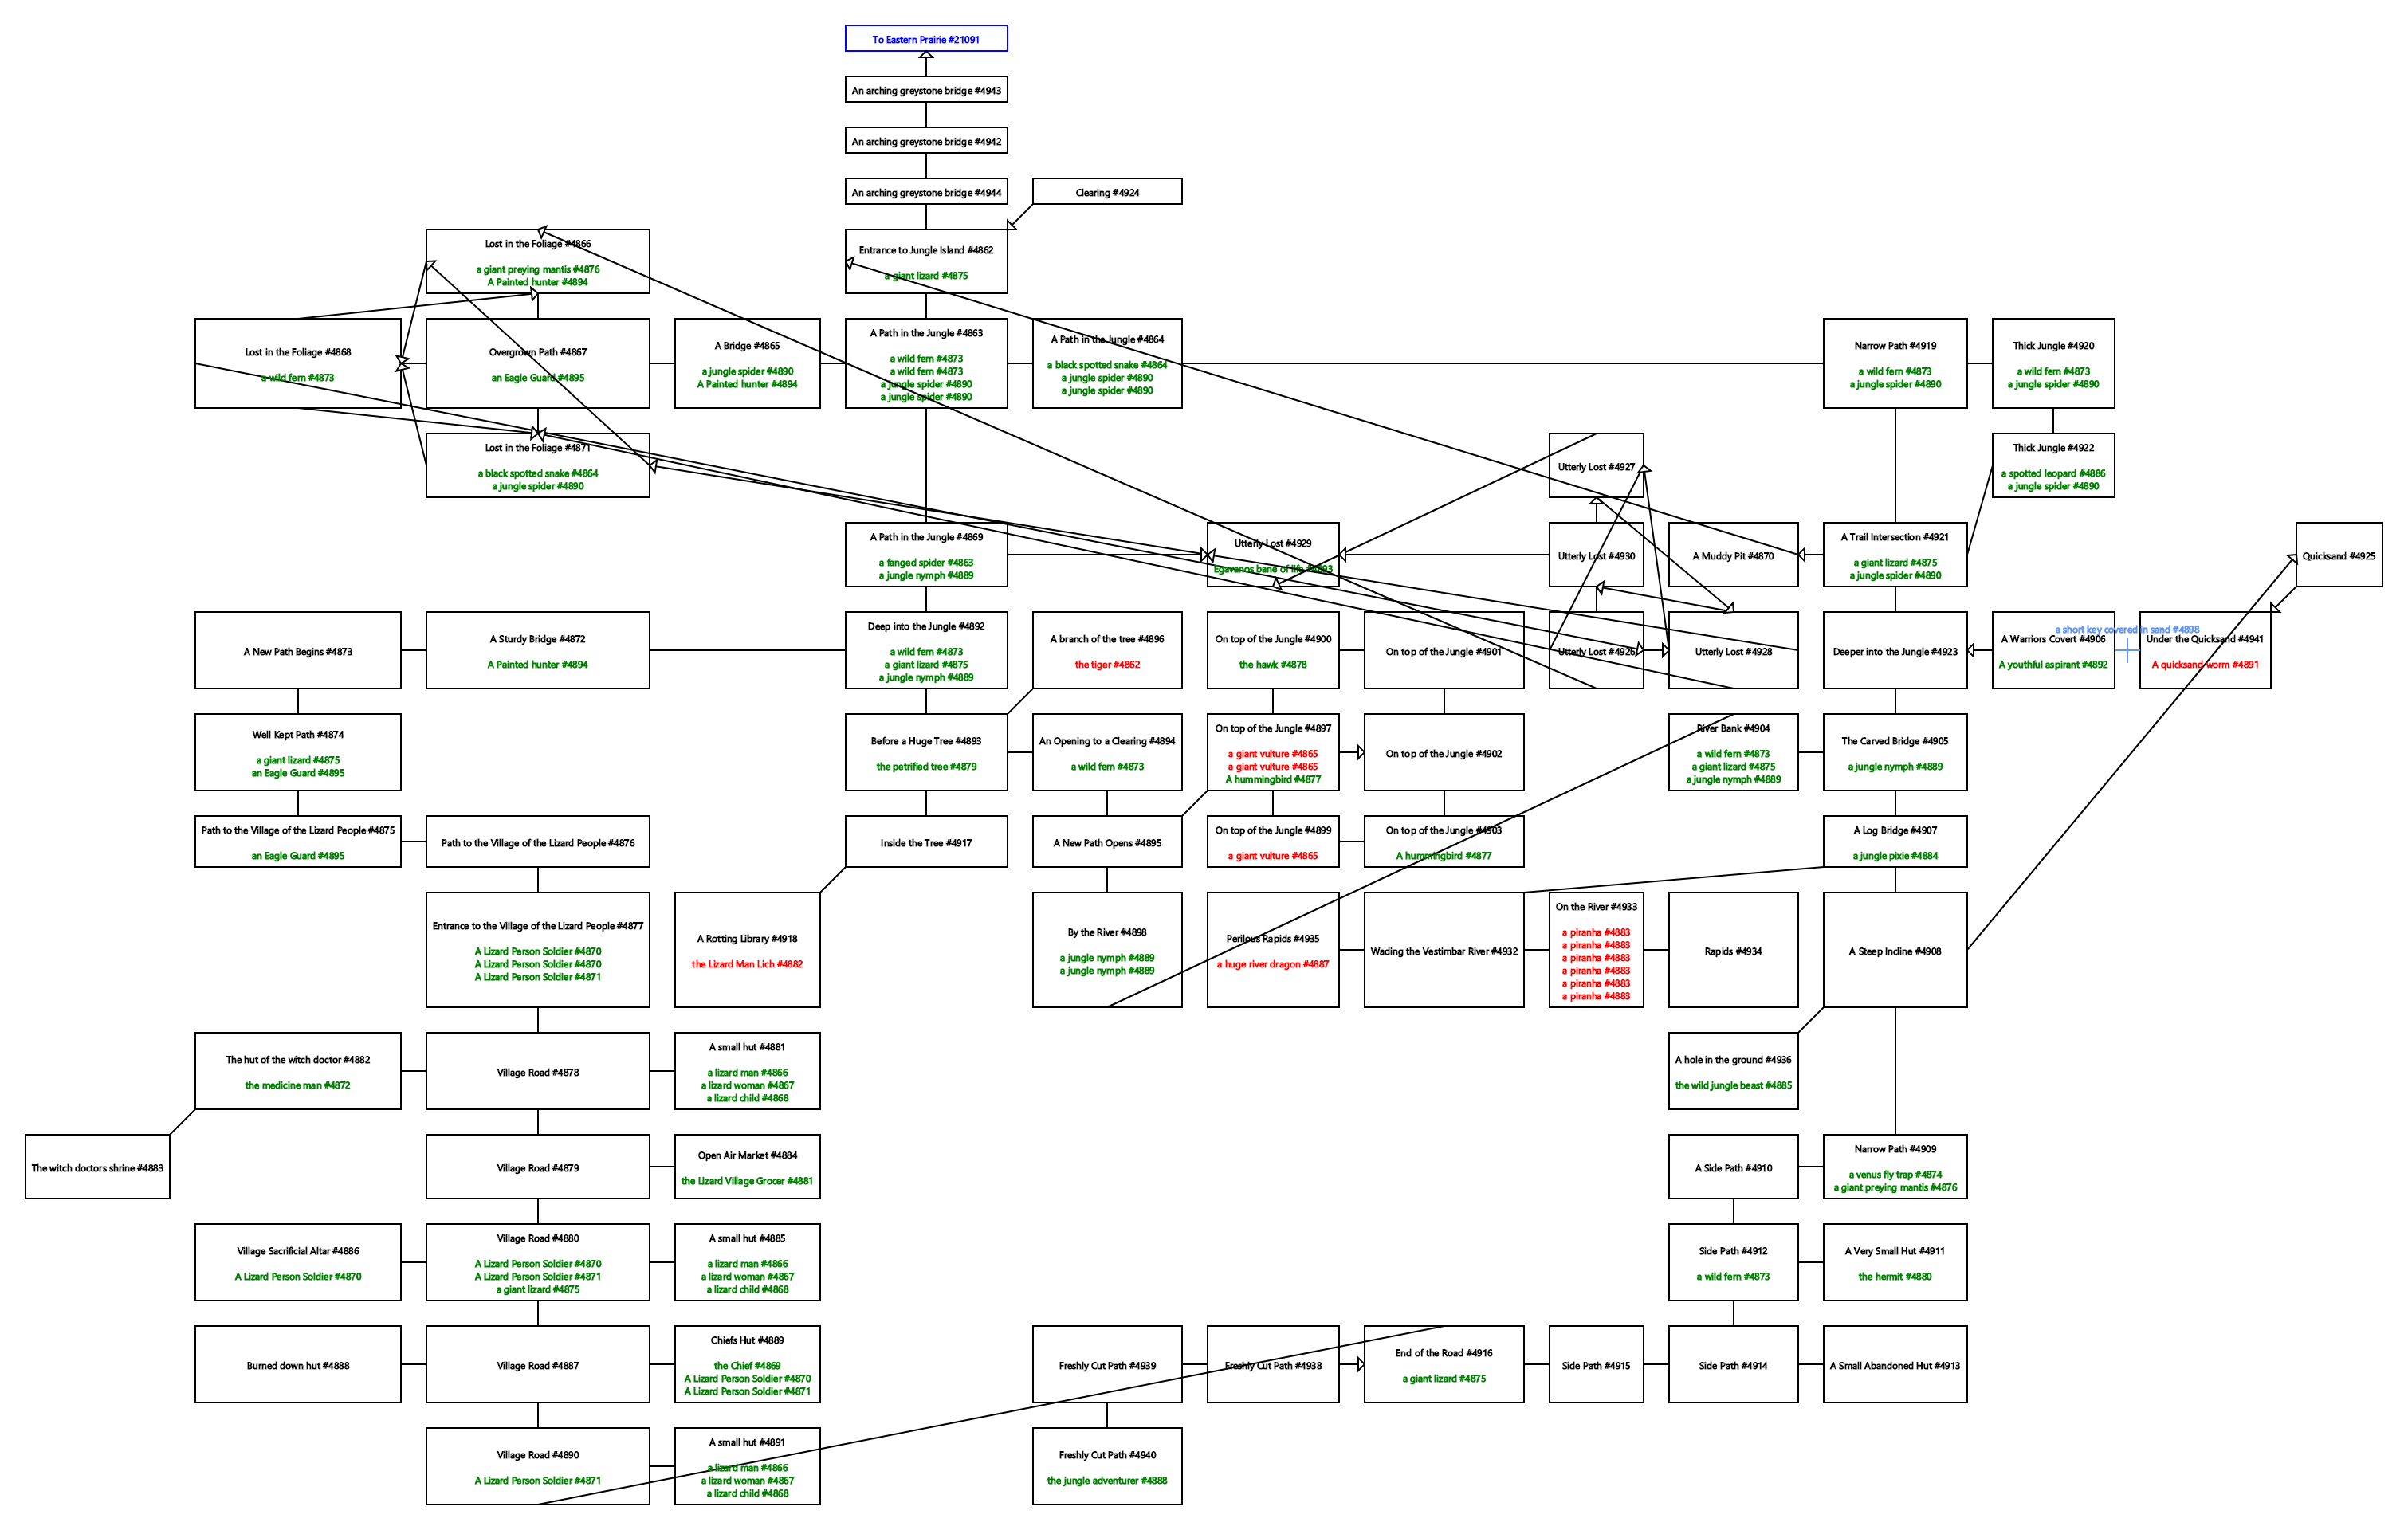 To Eastern Prairie #21091
An arching greystone bridge #4943
An arching greystone bridge #4942
An arching greystone bridge #4944
Clearing #4924
Lost in the Foliage #4866
a giant preying mantis #4876
A Painted hunter #4894
Entrance to Jungle Island #4862
a giant lizard #4875
Lost in the Foliage #4868
a wild fern #4873
Overgrown Path #4867
an Eagle Guard #4895
A Bridge #4865
a jungle spider #4890
A Painted hunter #4894
A Path in the Jungle #4863
a wild fern #4873
a wild fern #4873
a jungle spider #4890
a jungle spider #4890
A Path in the Jungle #4864
a black spotted snake #4864
a jungle spider #4890
a jungle spider #4890
Narrow Path #4919
a wild fern #4873
a jungle spider #4890
Thick Jungle #4920
a wild fern #4873
a jungle spider #4890
Lost in the Foliage #4871
a black spotted snake #4864
a jungle spider #4890
Utterly Lost #4927
Thick Jungle #4922
a spotted leopard #4886
a jungle spider #4890
A Path in the Jungle #4869
a fanged spider #4863
a jungle nymph #4889
Utterly Lost #4929
Egavanos bane of life #4893
Utterly Lost #4930
A Muddy Pit #4870
A Trail Intersection #4921
a giant lizard #4875
a jungle spider #4890
Quicksand #4925
A New Path Begins #4873
A Sturdy Bridge #4872
A Painted hunter #4894
Deep into the Jungle #4892
a wild fern #4873
a giant lizard #4875
a jungle nymph #4889
A branch of the tree #4896
the tiger #4862
On top of the Jungle #4900
the hawk #4878
On top of the Jungle #4901
Utterly Lost #4926
Utterly Lost #4928
Deeper into the Jungle #4923
A Warriors Covert #4906
A youthful aspirant #4892
a short key covered in sand #4898
Under the Quicksand #4941
A quicksand worm #4891
Well Kept Path #4874
a giant lizard #4875
an Eagle Guard #4895
Before a Huge Tree #4893
the petrified tree #4879
An Opening to a Clearing #4894
a wild fern #4873
On top of the Jungle #4897
a giant vulture #4865
a giant vulture #4865
A hummingbird #4877
On top of the Jungle #4902
River Bank #4904
a wild fern #4873
a giant lizard #4875
a jungle nymph #4889
The Carved Bridge #4905
a jungle nymph #4889
Path to the Village of the Lizard People #4875
an Eagle Guard #4895
Path to the Village of the Lizard People #4876
Inside the Tree #4917
A New Path Opens #4895
On top of the Jungle #4899
a giant vulture #4865
On top of the Jungle #4903
A hummingbird #4877
A Log Bridge #4907
a jungle pixie #4884
Entrance to the Village of the Lizard People #4877
A Lizard Person Soldier #4870
A Lizard Person Soldier #4870
A Lizard Person Soldier #4871
A Rotting Library #4918
the Lizard Man Lich #4882
By the River #4898
a jungle nymph #4889
a jungle nymph #4889
Perilous Rapids #4935
a huge river dragon #4887
Wading the Vestimbar River #4932
On the River #4933
a piranha #4883
a piranha #4883
a piranha #4883
a piranha #4883
a piranha #4883
a piranha #4883
Rapids #4934
A Steep Incline #4908
The hut of the witch doctor #4882
the medicine man #4872
Village Road #4878
A small hut #4881
a lizard man #4866
a lizard woman #4867
a lizard child #4868
A hole in the ground #4936
the wild jungle beast #4885
The witch doctors shrine #4883
Village Road #4879
Open Air Market #4884
the Lizard Village Grocer #4881
A Side Path #4910
Narrow Path #4909
a venus fly trap #4874
a giant preying mantis #4876
Village Sacrificial Altar #4886
A Lizard Person Soldier #4870
Village Road #4880
A Lizard Person Soldier #4870
A Lizard Person Soldier #4871
a giant lizard #4875
A small hut #4885
a lizard man #4866
a lizard woman #4867
a lizard child #4868
Side Path #4912
a wild fern #4873
A Very Small Hut #4911
the hermit #4880
Burned down hut #4888
Village Road #4887
Chiefs Hut #4889
the Chief #4869
A Lizard Person Soldier #4870
A Lizard Person Soldier #4871
Freshly Cut Path #4939
Freshly Cut Path #4938
End of the Road #4916
a giant lizard #4875
Side Path #4915
Side Path #4914
A Small Abandoned Hut #4913
Village Road #4890
A Lizard Person Soldier #4871
A small hut #4891
a lizard man #4866
a lizard woman #4867
a lizard child #4868
Freshly Cut Path #4940
the jungle adventurer #4888